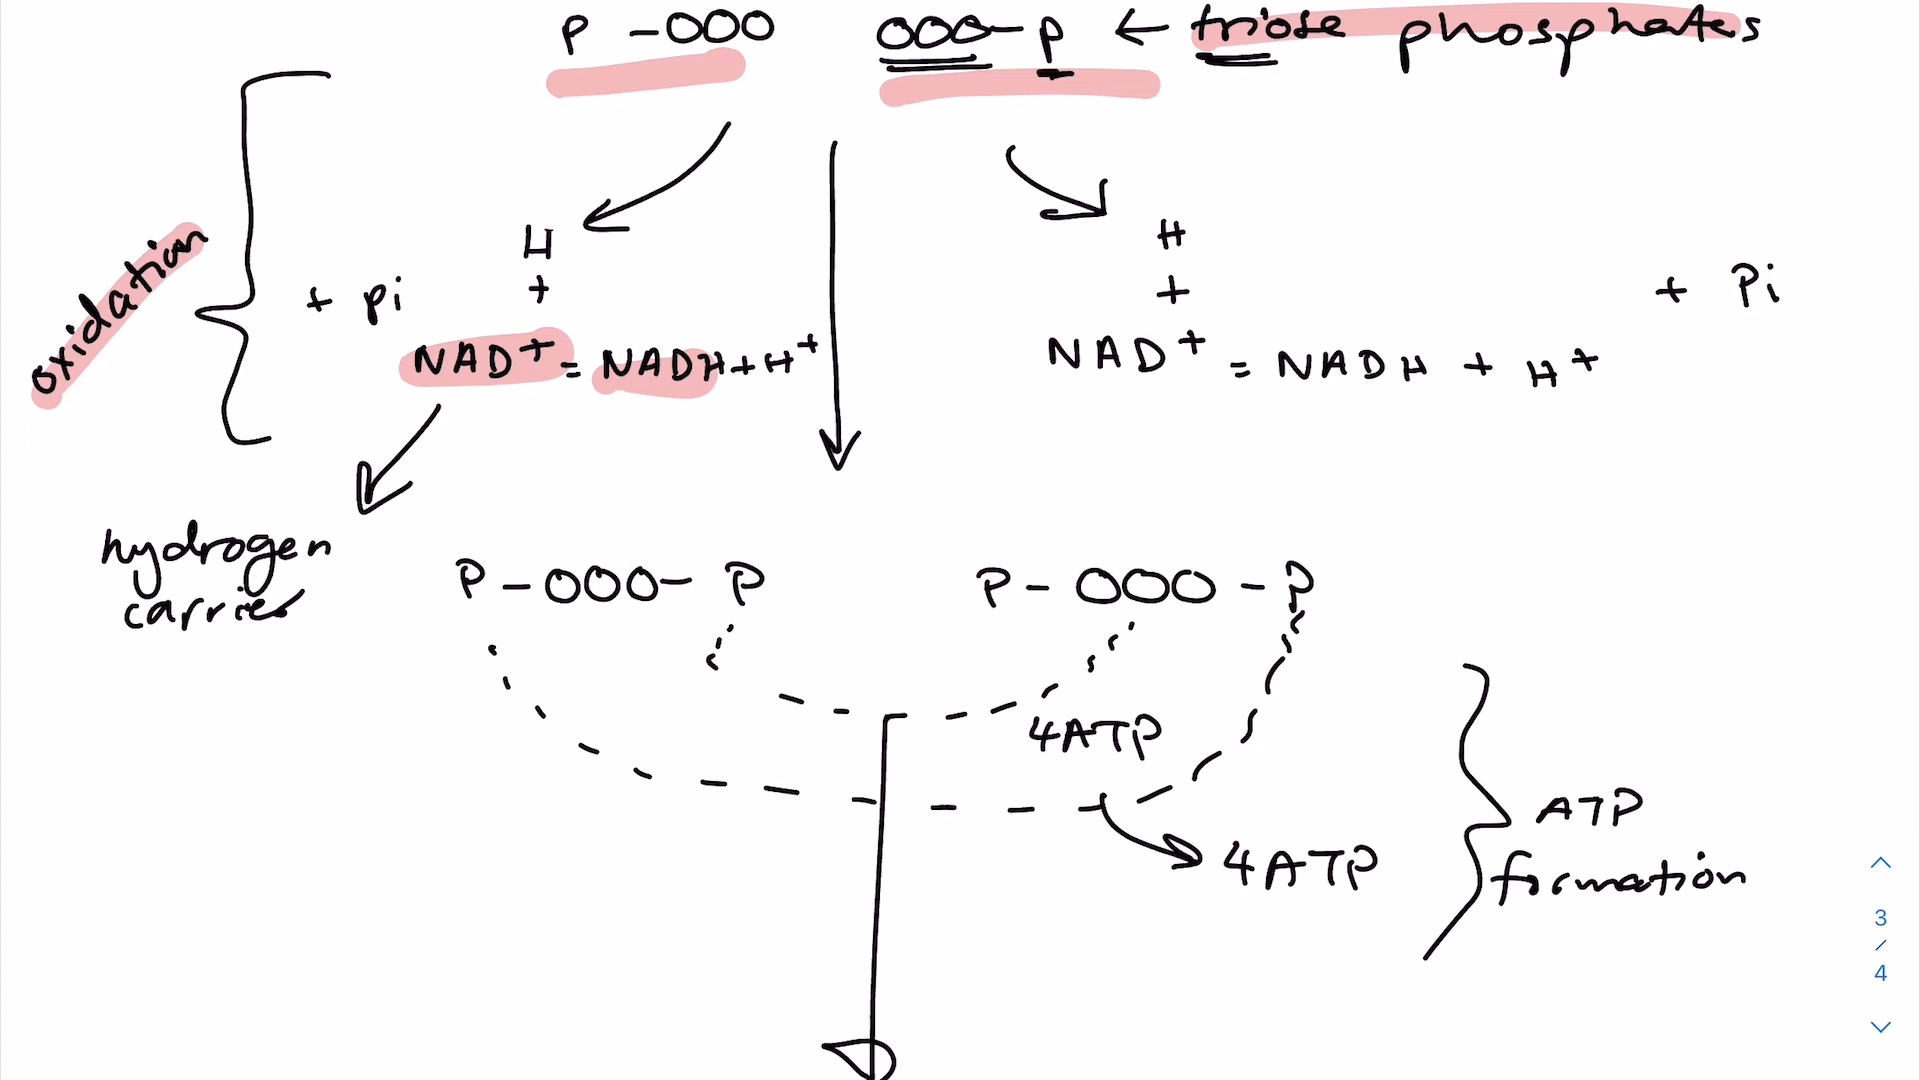 P - OOO OOO - P ← triose phosphates
oxidation
H
+
+ pi
NAD+ = NADH + H+
H
+
+ Pi
NAD+ = NADH + H+
hydrogen
carrier
P - OOO - P
P - OOO - P
4ATP
4ATP
ATP
formation
3
/
4